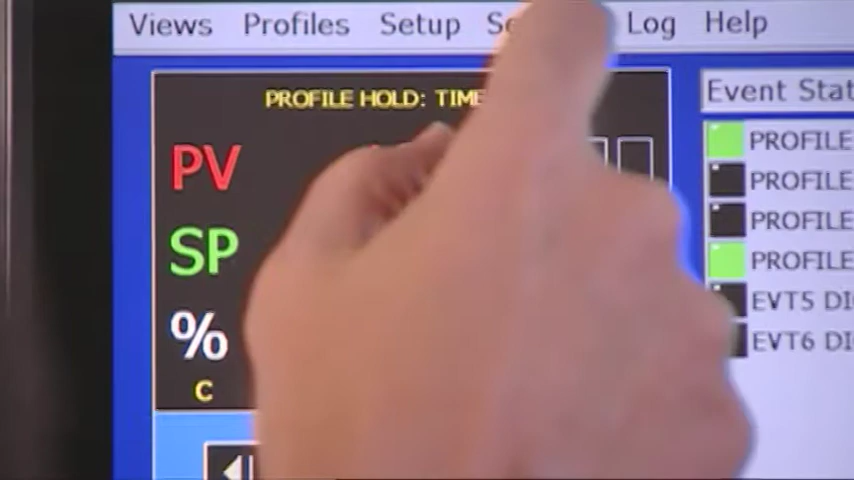 Views Profiles Setup Se Log Help
PROFILE HOLD: TIME
Event Stat
PV
PROFILE
PROFILE
SP
PROFILE
PROFILE
EVT5 DI
%
EVT6 DI
C